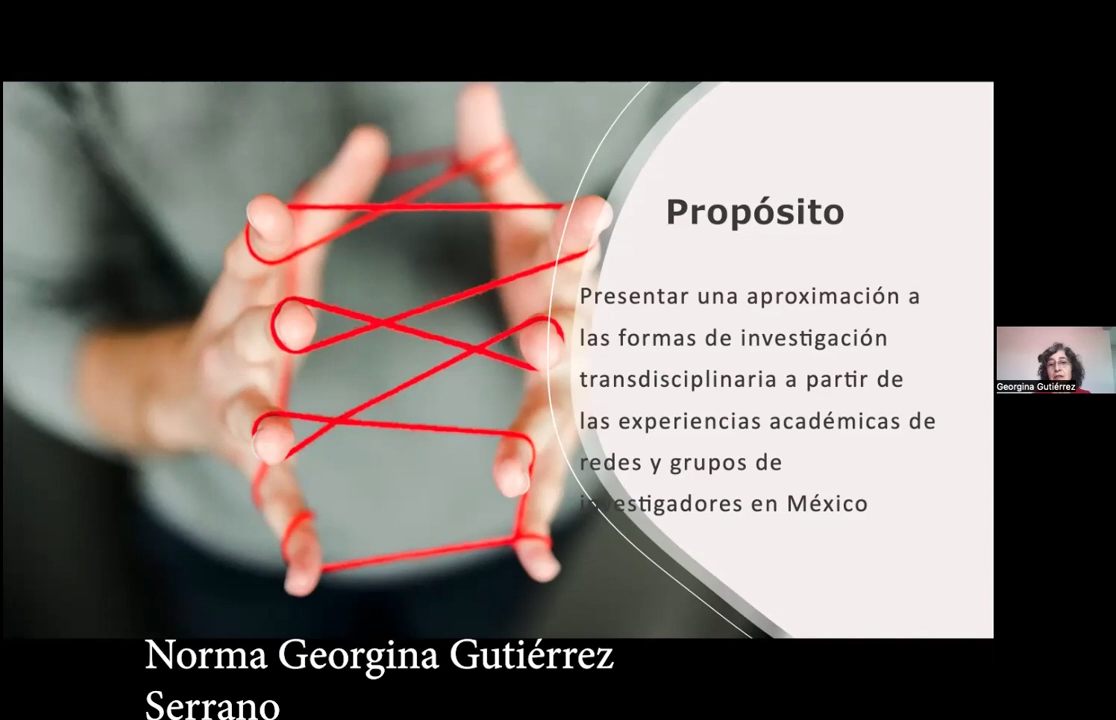 Propósito
Presentar una aproximación a
las formas de investigación
transdisciplinaria a partir de
las experiencias académicas de
redes y grupos de
investigadores en México
Georgina Gutiérrez
Norma Georgina Gutiérrez
Serrano